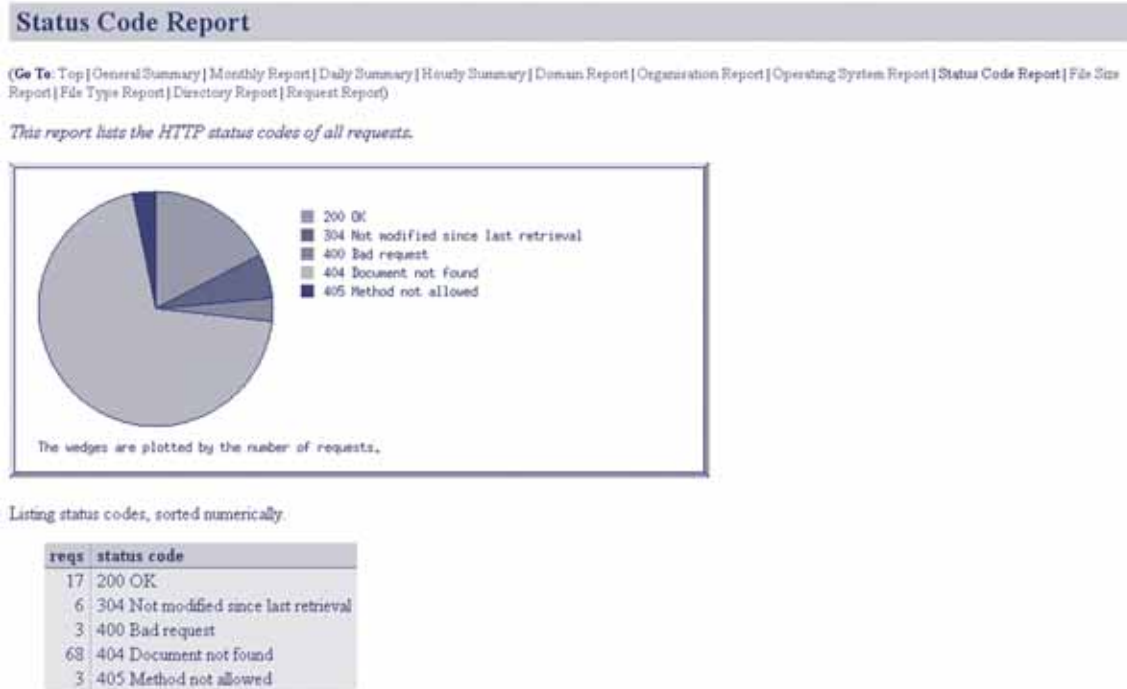 Status Code Report
(Go To: Top | General Summary | Monthly Report | Daily Summary | Hourly Summary | Domain Report | Organisation Report | Operating System Report | Status Code Report | File Size
Report | File Type Report | Directory Report | Request Report)
This report lists the HTTP status codes of all requests.
200 OK
304 Not modified since last retrieval
400 Bad request
404 Document not found
405 Method not allowed
The wedges are plotted by the number of requests.
Listing status codes, sorted numerically.
reqs status code
17 200 OK
6 304 Not modified since last retrieval
3 400 Bad request
68 404 Document not found
3 405 Method not allowed